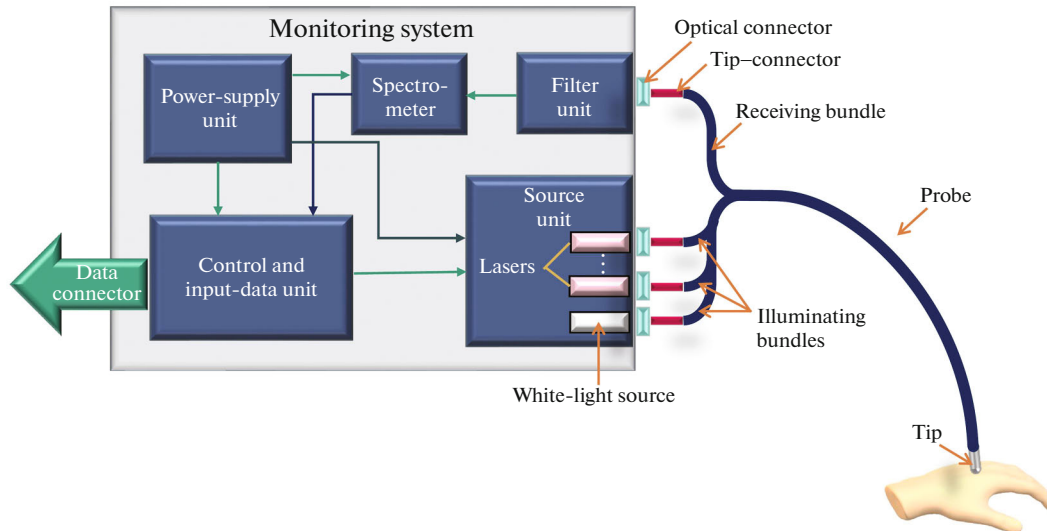 Monitoring system
Optical connector
Tip–connector
Power-supply
unit
Spectro-
meter
Filter
unit
Receiving bundle
Source
unit
Probe
Lasers
Control and
input-data unit
Data
connector
Illuminating
bundles
White-light source
Tip